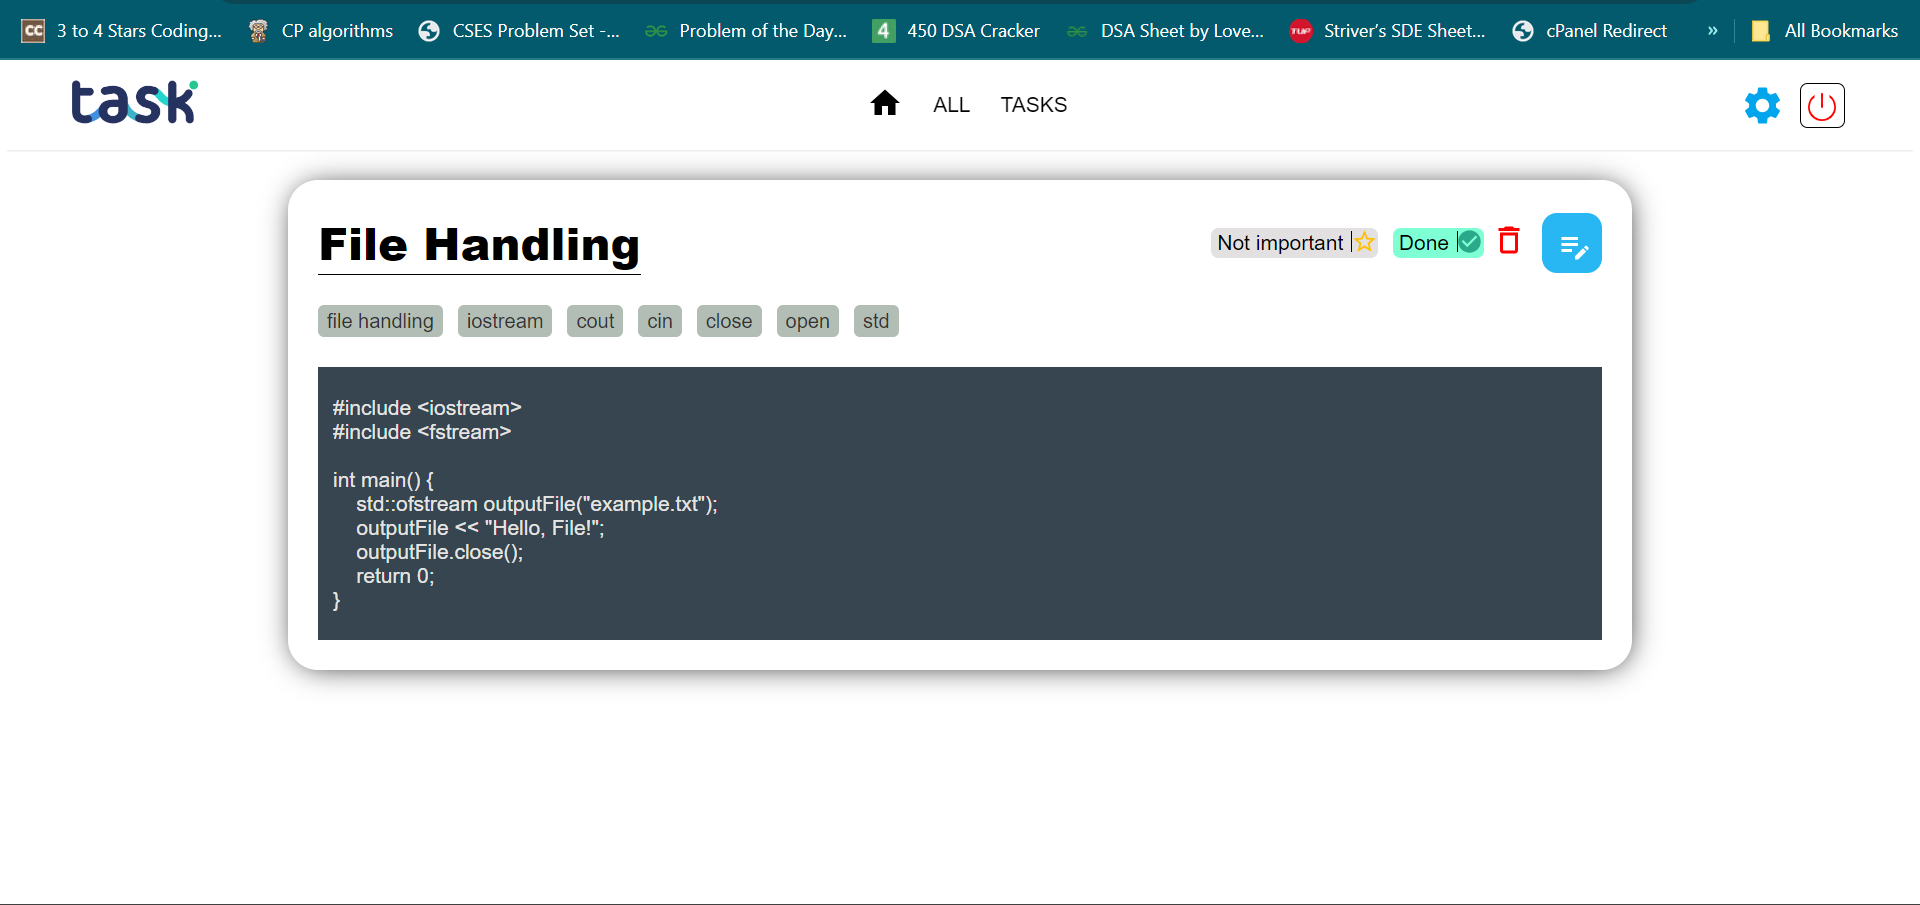 CC 3 to 4 Stars Coding... CP algorithms CSES Problem Set -... Problem of the Day... 4 450 DSA Cracker DSA Sheet by Love... TUF Striver's SDE Sheet... cPanel Redirect » All Bookmarks
task ALL TASKS
File Handling Not important Done
file handling iostream cout cin close open std
#include <iostream>
#include <fstream>
int main() {
std::ofstream outputFile("example.txt");
outputFile << "Hello, File!";
outputFile.close();
return 0;
}